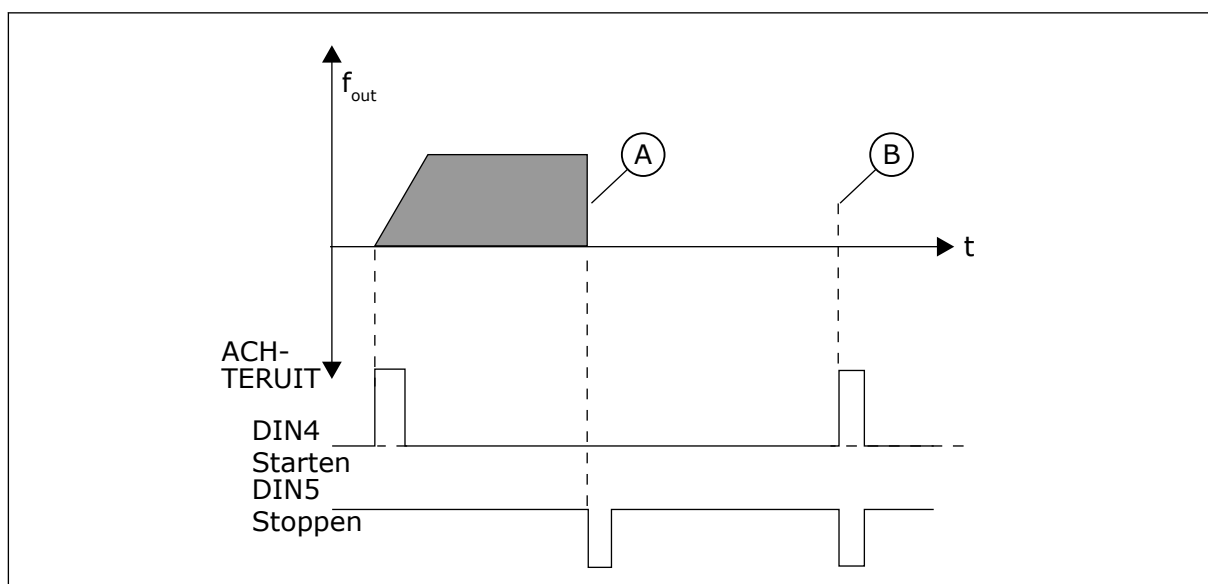 f_out
A
B
t
ACH-
TERUIT
DIN4
Starten
DIN5
Stoppen